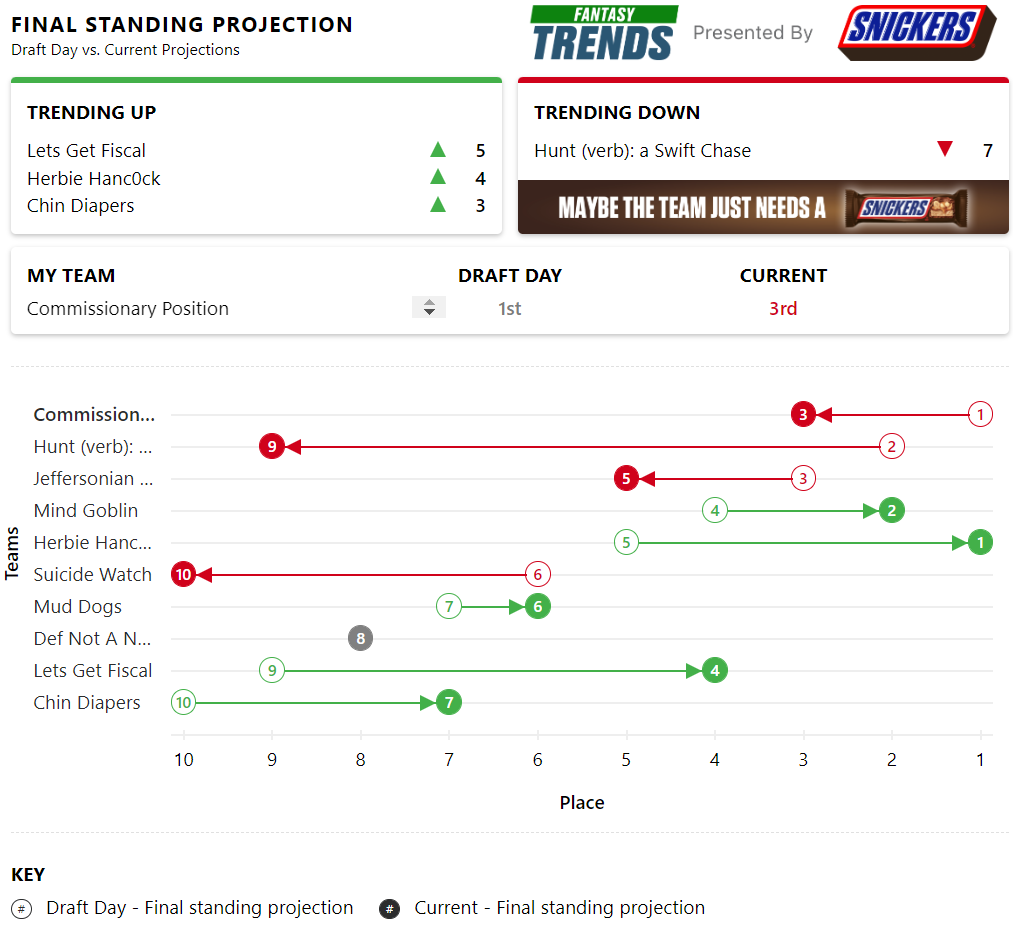 FINAL STANDING PROJECTION
Draft Day vs. Current Projections
FANTASY
TRENDS
Presented By
SNICKERS
TRENDING UP
Lets Get Fiscal 5
Herbie Hanc0ck 4
Chin Diapers 3
TRENDING DOWN
Hunt (verb): a Swift Chase 7
MAYBE THE TEAM JUST NEEDS A SNICKERS
MY TEAM DRAFT DAY CURRENT
Commissionary Position 1st 3rd
Teams
Commission... 3 1
Hunt (verb): ... 9 2
Jeffersonian ... 5 3
Mind Goblin 4 2
Herbie Hanc... 5 1
Suicide Watch 10 6
Mud Dogs 7 6
Def Not A N... 8
Lets Get Fiscal 9 4
Chin Diapers 10 7
10 9 8 7 6 5 4 3 2 1
Place
KEY
# Draft Day - Final standing projection # Current - Final standing projection